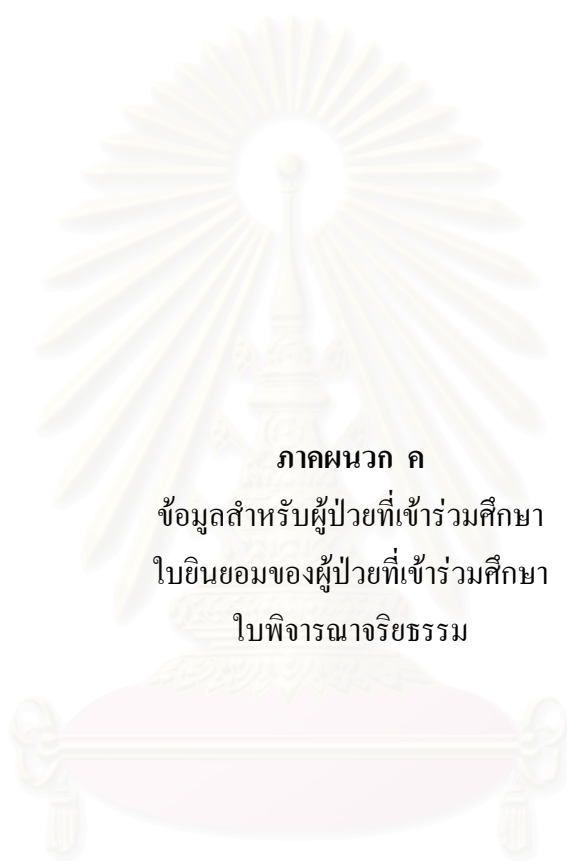 ภาคผนวก ค
ข้อมูลสำหรับผู้ป่วยที่เข้าร่วมศึกษา
ใบยินยอมของผู้ป่วยที่เข้าร่วมศึกษา
ใบพิจารณาจริยธรรม